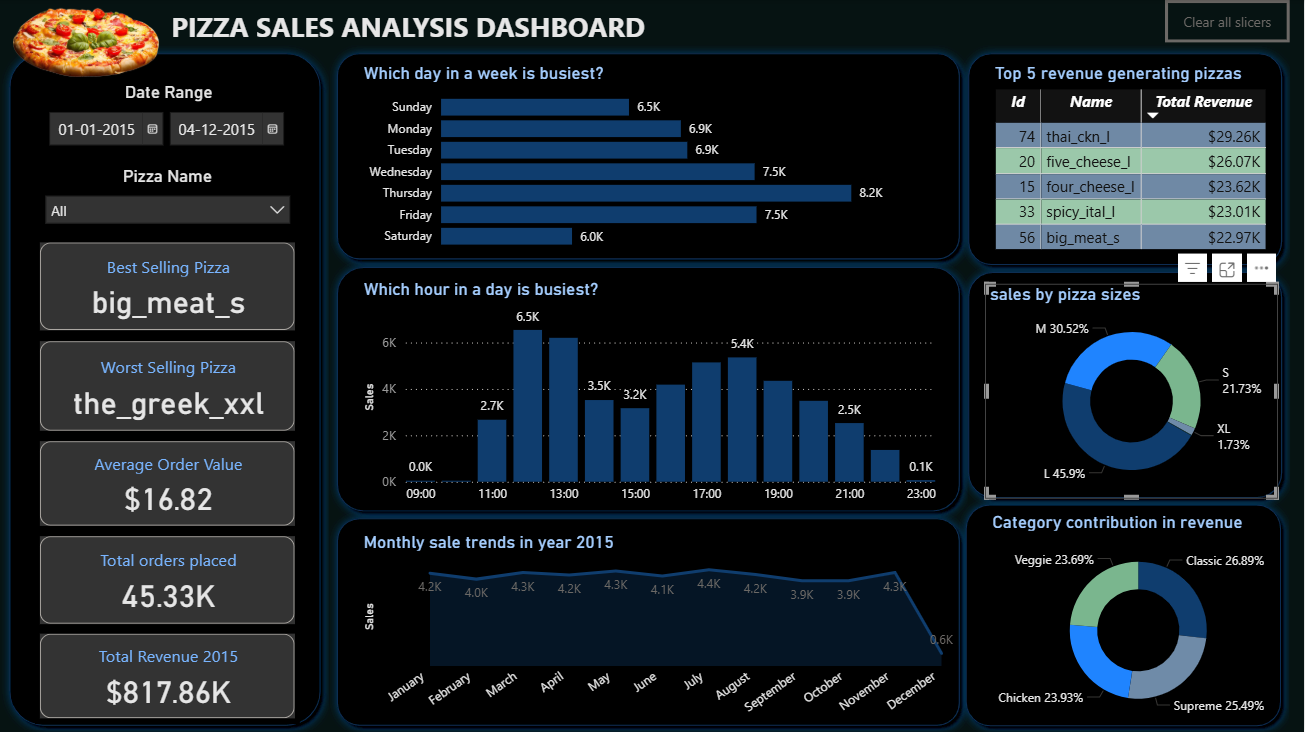 PIZZA SALES ANALYSIS DASHBOARD
Clear all slicers
Date Range
01-01-2015 04-12-2015
Pizza Name
All
Best Selling Pizza
big_meat_s
Worst Selling Pizza
the_greek_xxl
Average Order Value
$16.82
Total orders placed
45.33K
Total Revenue 2015
$817.86K
Which day in a week is busiest?
Sunday 6.5K
Monday 6.9K
Tuesday 6.9K
Wednesday 7.5K
Thursday 8.2K
Friday 7.5K
Saturday 6.0K
Which hour in a day is busiest?
Sales
6K
4K
2K
0K
0.0K 2.7K 6.5K 3.5K 3.2K 5.4K 2.5K 0.1K
09:00 11:00 13:00 15:00 17:00 19:00 21:00 23:00
Monthly sale trends in year 2015
Sales
4.2K 4.0K 4.3K 4.2K 4.3K 4.1K 4.4K 4.2K 3.9K 3.9K 4.3K 0.6K
January February March April May June July August September October November December
Top 5 revenue generating pizzas
Id Name Total Revenue
74 thai_ckn_l $29.26K
20 five_cheese_l $26.07K
15 four_cheese_l $23.62K
33 spicy_ital_l $23.01K
56 big_meat_s $22.97K
sales by pizza sizes
M 30.52%
S
21.73%
XL
1.73%
L 45.9%
Category contribution in revenue
Veggie 23.69% Classic 26.89%
Chicken 23.93% Supreme 25.49%